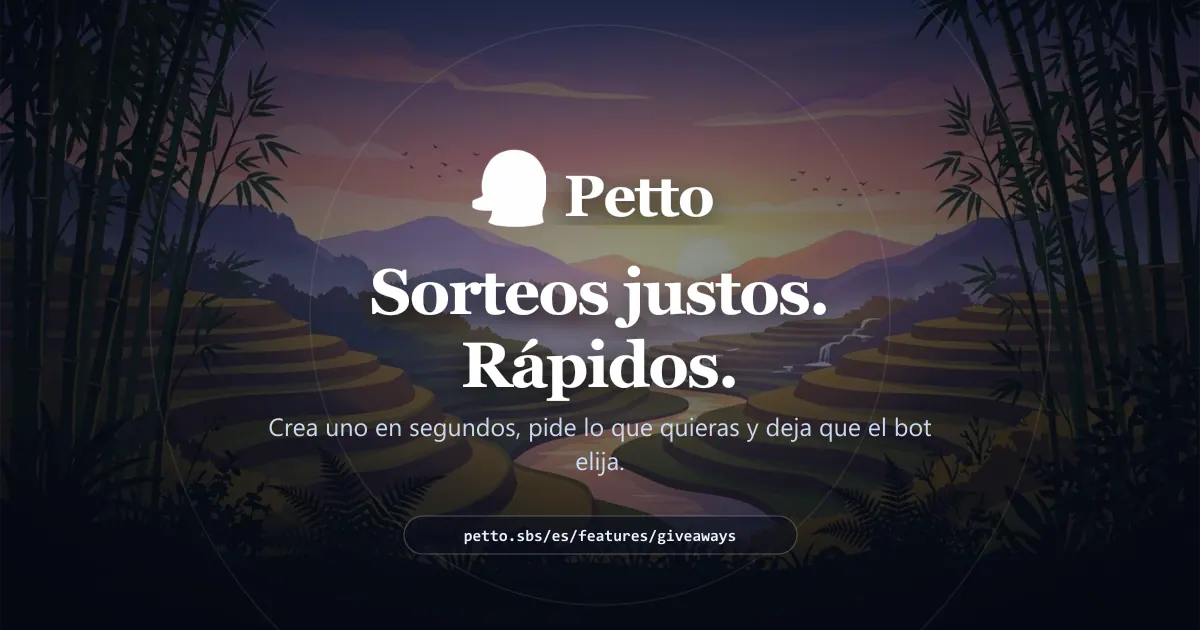 Petto
Sorteos justos.
Rápidos.
Crea uno en segundos, pide lo que quieras y deja que el bot
elija.
petto.sbs/es/features/giveaways